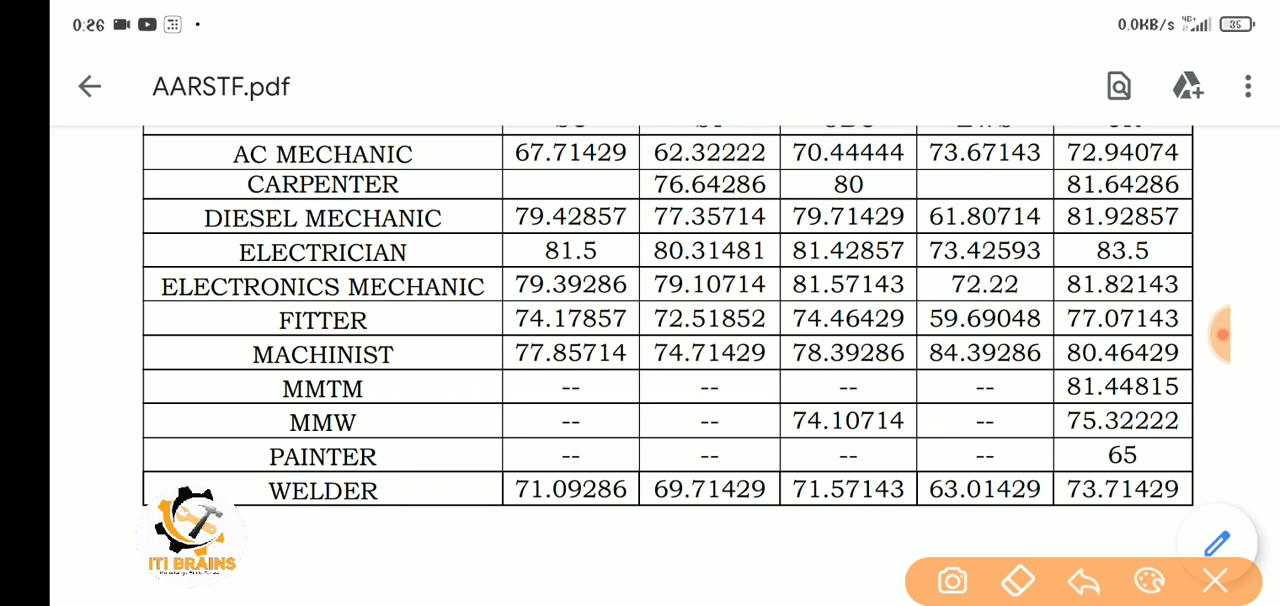 0:26
0.0KB/s 4G+ 35
AARSTF.pdf
AC MECHANIC 67.71429 62.32222 70.44444 73.67143 72.94074
CARPENTER 76.64286 80 81.64286
DIESEL MECHANIC 79.42857 77.35714 79.71429 61.80714 81.92857
ELECTRICIAN 81.5 80.31481 81.42857 73.42593 83.5
ELECTRONICS MECHANIC 79.39286 79.10714 81.57143 72.22 81.82143
FITTER 74.17857 72.51852 74.46429 59.69048 77.07143
MACHINIST 77.85714 74.71429 78.39286 84.39286 80.46429
MMTM -- -- -- -- 81.44815
MMW -- -- 74.10714 -- 75.32222
PAINTER -- -- -- -- 65
WELDER 71.09286 69.71429 71.57143 63.01429 73.71429
ITI BRAINS